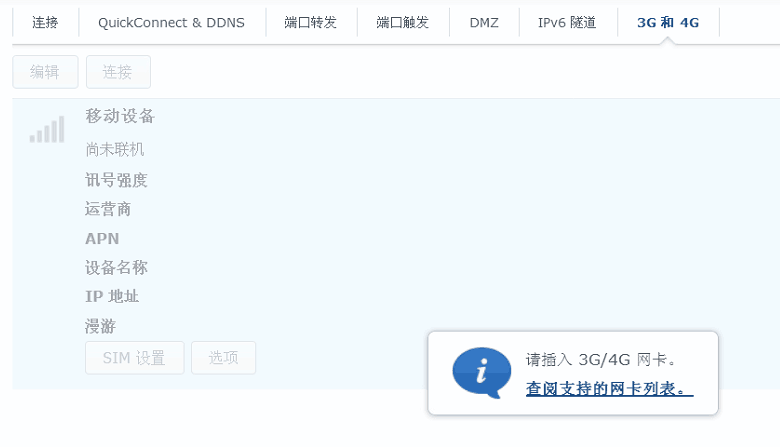 连接 QuickConnect & DDNS 端口转发 端口触发 DMZ IPv6 隧道 3G 和 4G
编辑 连接
移动设备
尚未联机
讯号强度
运营商
APN
设备名称
IP 地址
漫游
SIM 设置 选项
请插入 3G/4G 网卡。
查阅支持的网卡列表。